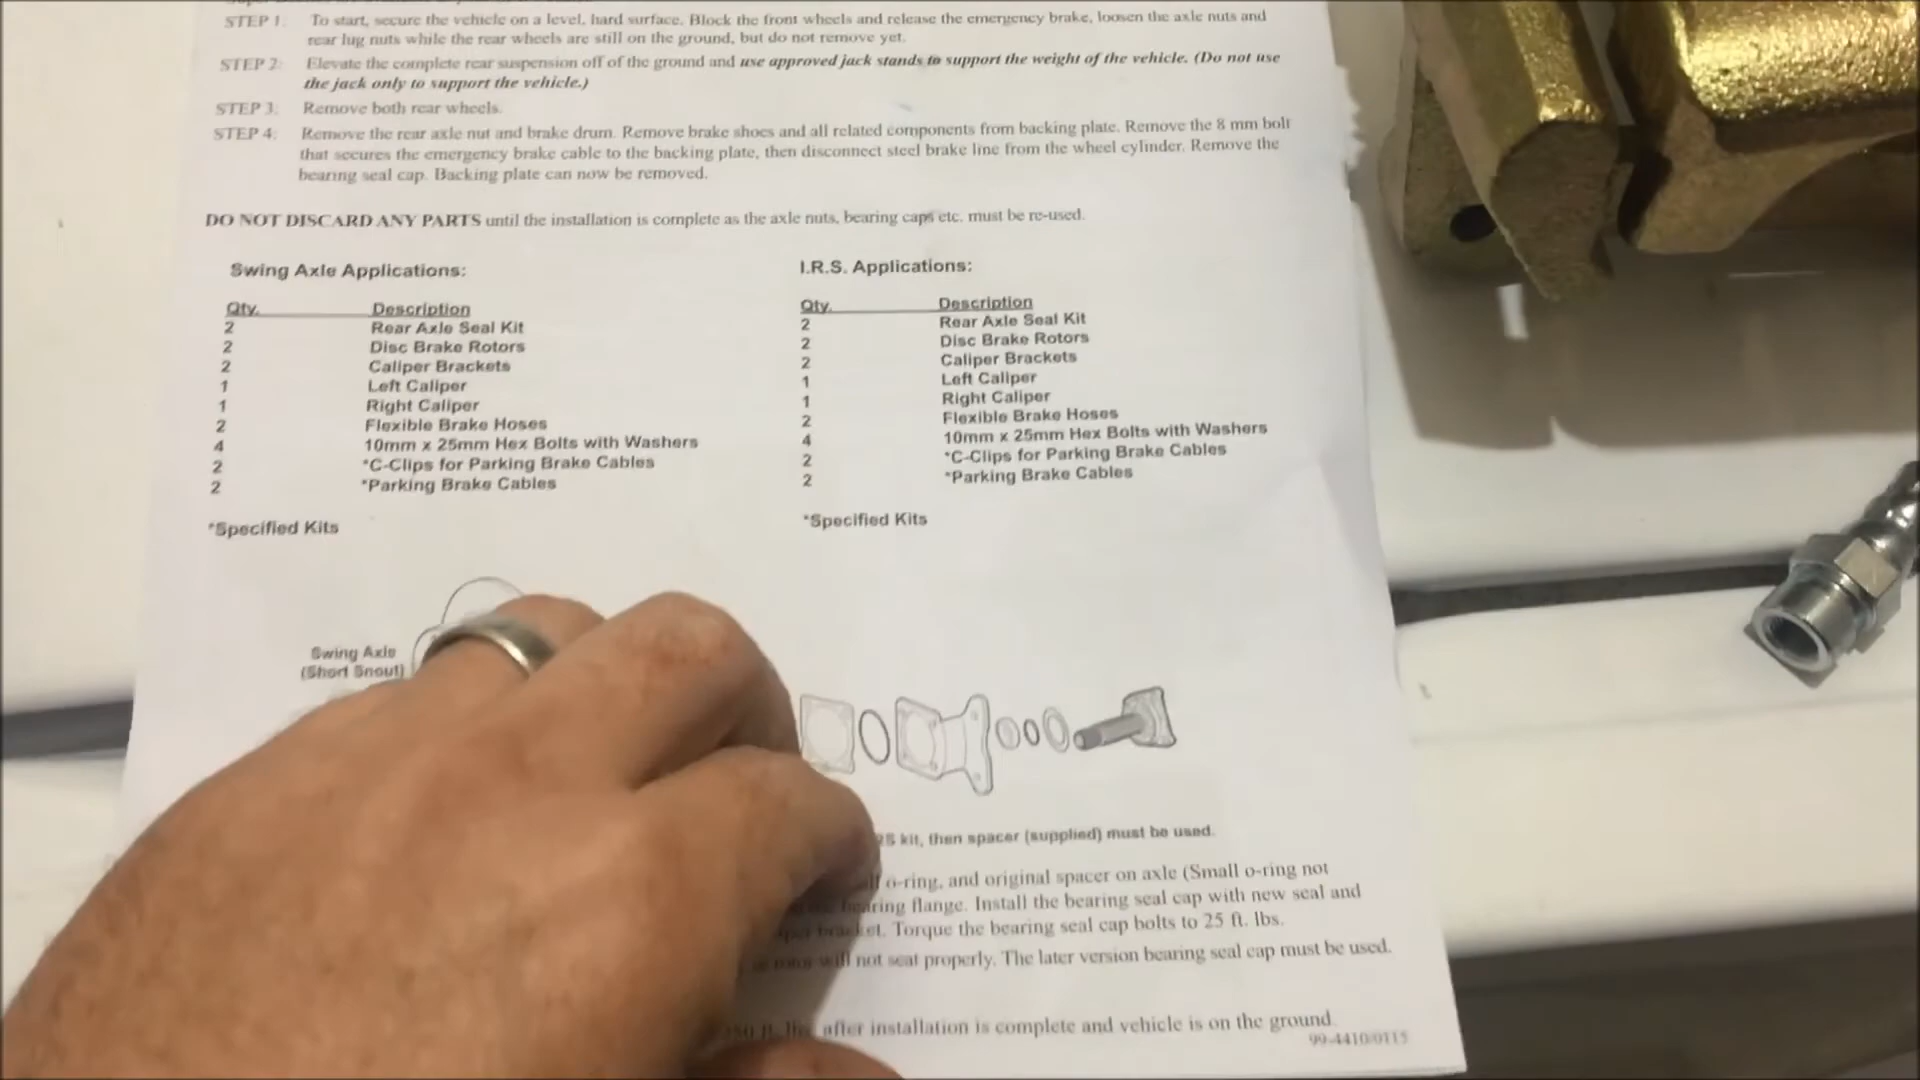 STEP 1: To start, secure the vehicle on a level, hard surface. Block the front wheels and release the emergency brake, loosen the axle nuts and
rear lug nuts while the rear wheels are still on the ground, but do not remove yet.
STEP 2: Elevate the complete rear suspension off of the ground and use approved jack stands to support the weight of the vehicle. (Do not use
the jack only to support the vehicle.)
STEP 3: Remove both rear wheels.
STEP 4: Remove the rear axle nut and brake drum. Remove brake shoes and all related components from backing plate. Remove the 8 mm bolt
that secures the emergency brake cable to the backing plate, then disconnect steel brake line from the wheel cylinder. Remove the
bearing seal cap. Backing plate can now be removed.
DO NOT DISCARD ANY PARTS until the installation is complete as the axle nuts, bearing caps etc. must be re-used.
Swing Axle Applications:
Qty. Description
2 Rear Axle Seal Kit
2 Disc Brake Rotors
2 Caliper Brackets
1 Left Caliper
1 Right Caliper
2 Flexible Brake Hoses
4 10mm x 25mm Hex Bolts with Washers
2 *C-Clips for Parking Brake Cables
2 *Parking Brake Cables
*Specified Kits
I.R.S. Applications:
Qty. Description
2 Rear Axle Seal Kit
2 Disc Brake Rotors
2 Caliper Brackets
1 Left Caliper
1 Right Caliper
2 Flexible Brake Hoses
4 10mm x 25mm Hex Bolts with Washers
2 *C-Clips for Parking Brake Cables
2 *Parking Brake Cables
*Specified Kits
Swing Axle
(Short Snout)
kit, then spacer (supplied) must be used.
o-ring, and original spacer on axle (Small o-ring not
bearing flange. Install the bearing seal cap with new seal and
bracket. Torque the bearing seal cap bolts to 25 ft. lbs.
will not seat properly. The later version bearing seal cap must be used.
after installation is complete and vehicle is on the ground.
99-4410/0115